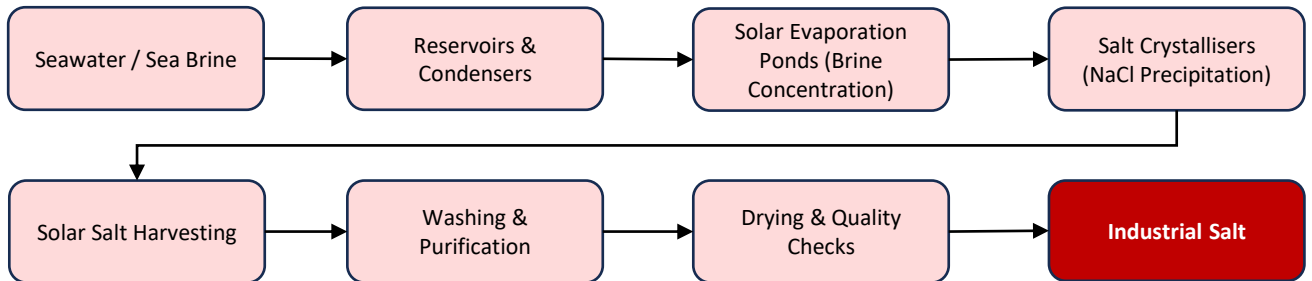 Seawater / Sea Brine
Reservoirs &
Condensers
Solar Evaporation
Ponds (Brine
Concentration)
Salt Crystallisers
(NaCl Precipitation)
Solar Salt Harvesting
Washing &
Purification
Drying & Quality
Checks
Industrial Salt